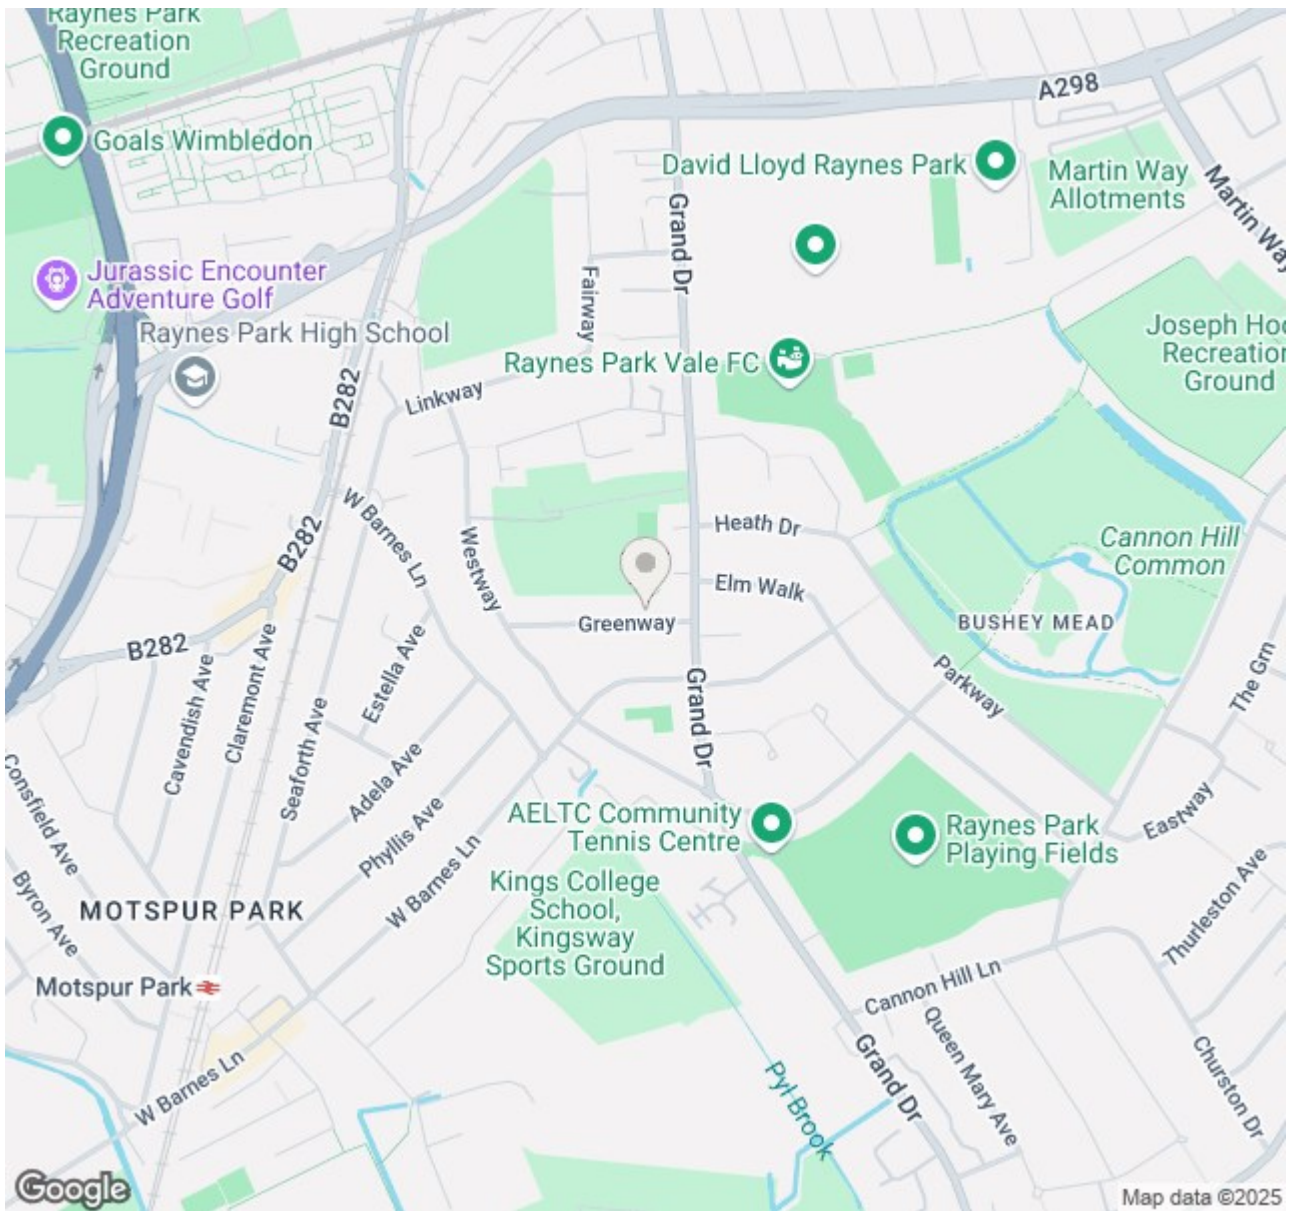 Raynes Park
Recreation
Ground
A298
Goals Wimbledon
David Lloyd Raynes Park
Martin Way
Allotments
Martin Way
Grand Dr
Jurassic Encounter
Adventure Golf
Fairway
Raynes Park High School
Joseph Hoo
Recreation
Ground
Raynes Park Vale FC
Linkway
B282
W Barnes Ln
Heath Dr
B282
Westway
Cannon Hill
Common
Elm Walk
Greenway
BUSHEY MEAD
B282
Estella Ave
Claremont Ave
Cavendish Ave
Parkway
The Grn
Grand Dr
Seaforth Ave
Adela Ave
Consfield Ave
Phyllis Ave
AELTC Community
Tennis Centre
Raynes Park
Playing Fields
Eastway
W Barnes Ln
Kings College
School,
Kingsway
Sports Ground
Byron Ave
MOTSPUR PARK
Thurleston Ave
Motspur Park
Cannon Hill Ln
Grand Dr
Queen Mary Ave
Churston Dr
W Barnes Ln
Pyl Brook
Google
Map data ©2025